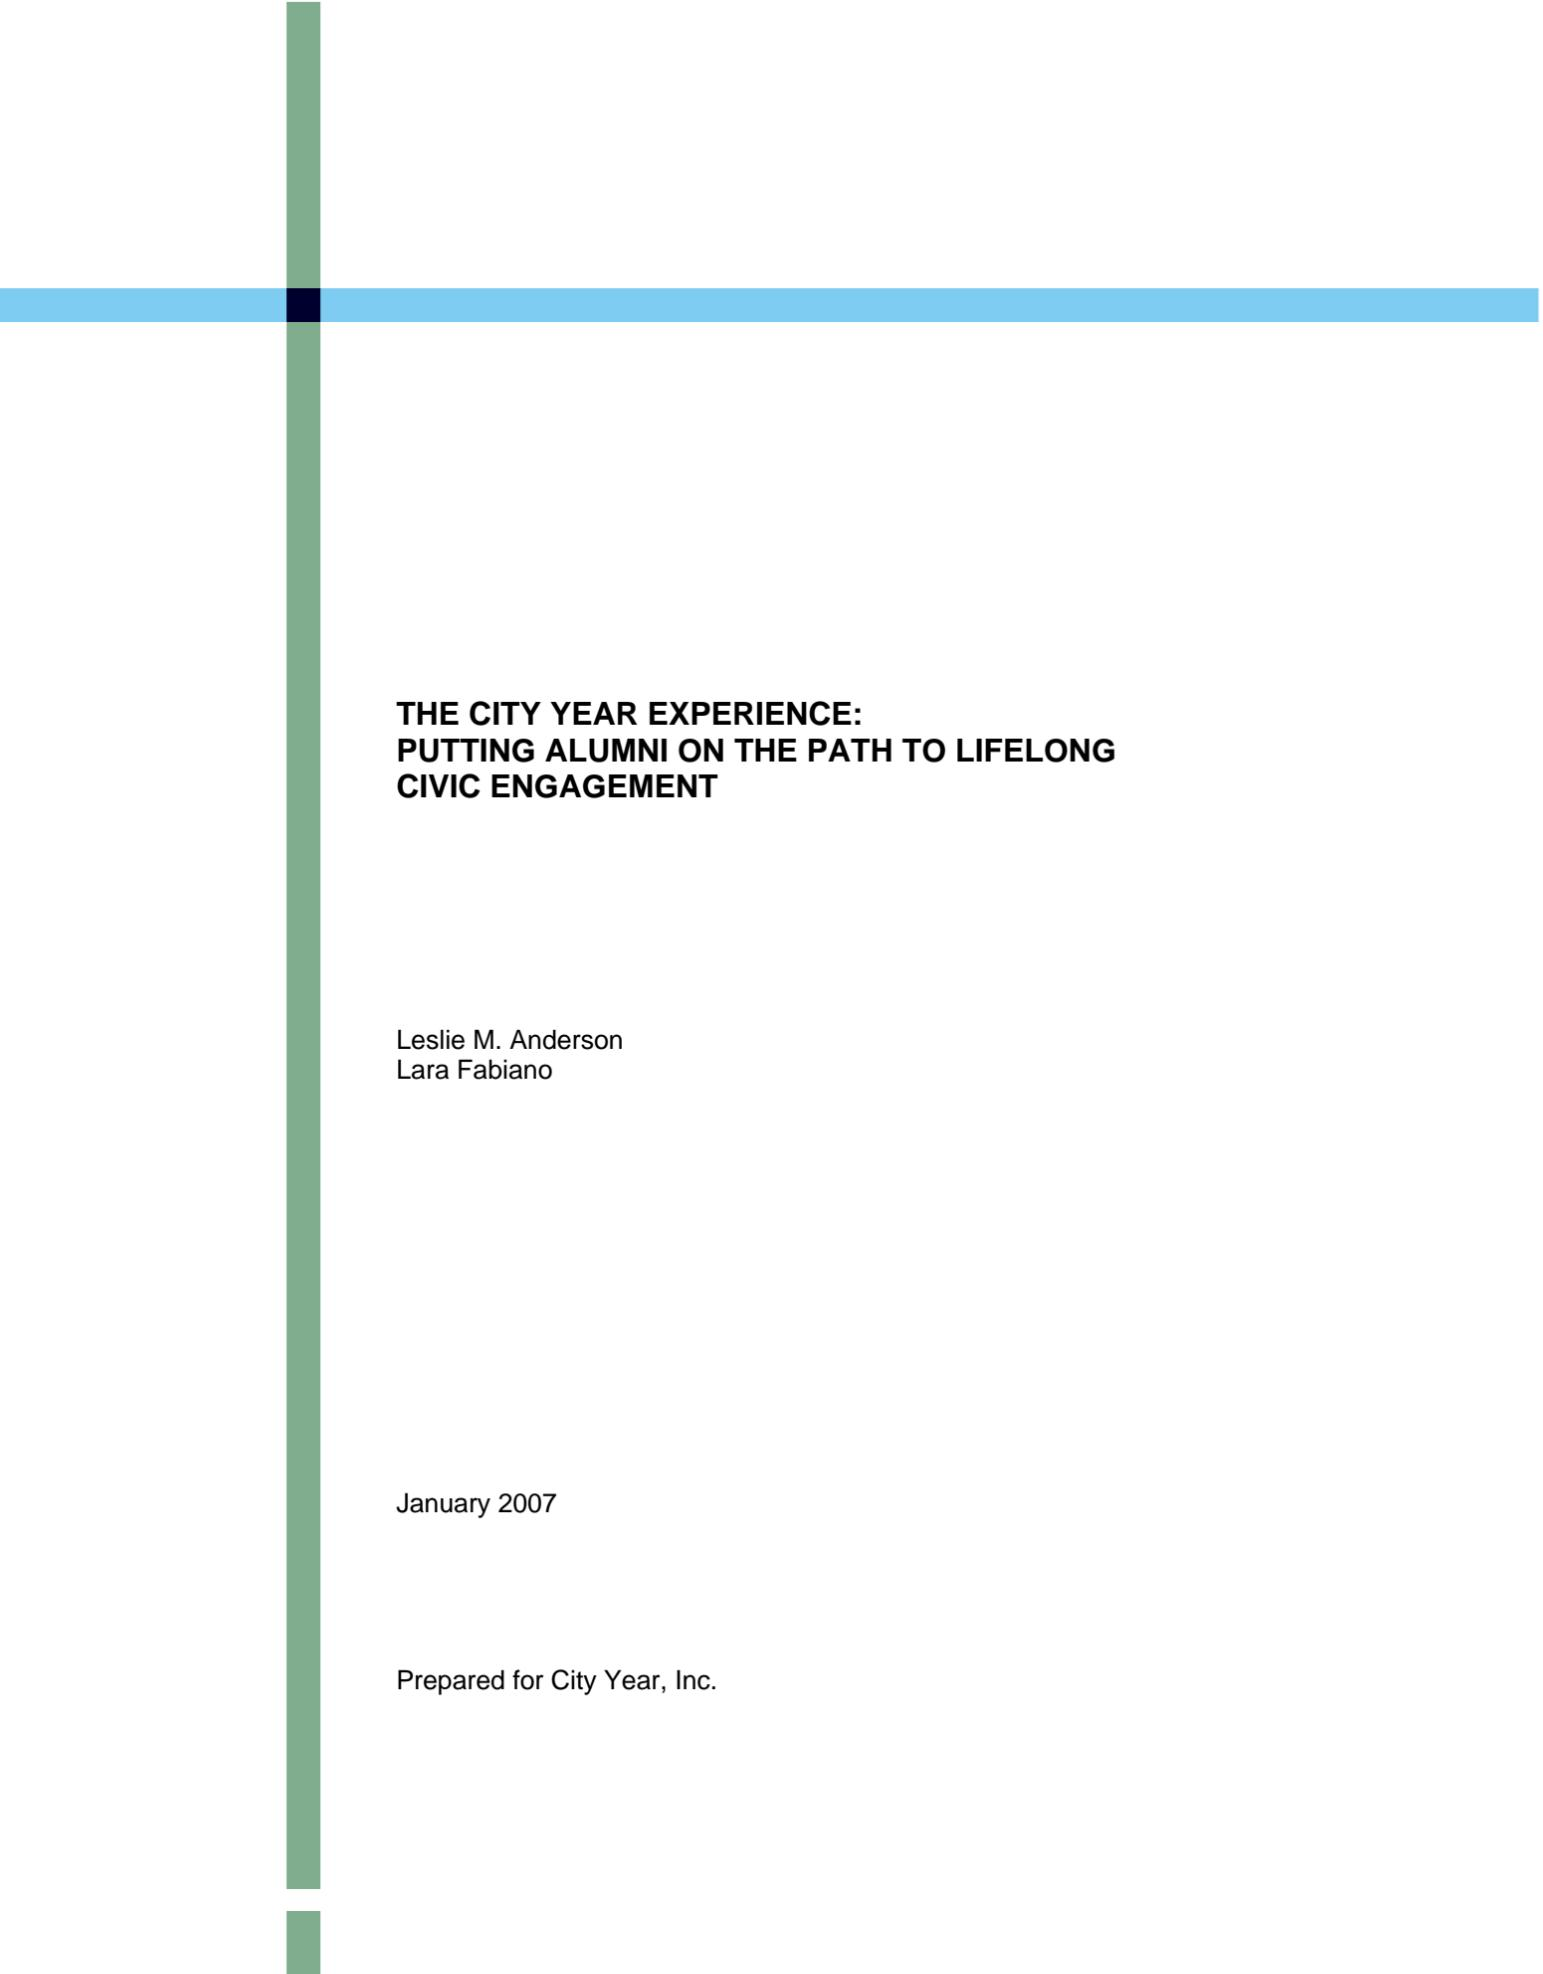 THE CITY YEAR EXPERIENCE:
PUTTING ALUMNI ON THE PATH TO LIFELONG
CIVIC ENGAGEMENT
Leslie M. Anderson
Lara Fabiano
January 2007
Prepared for City Year, Inc.